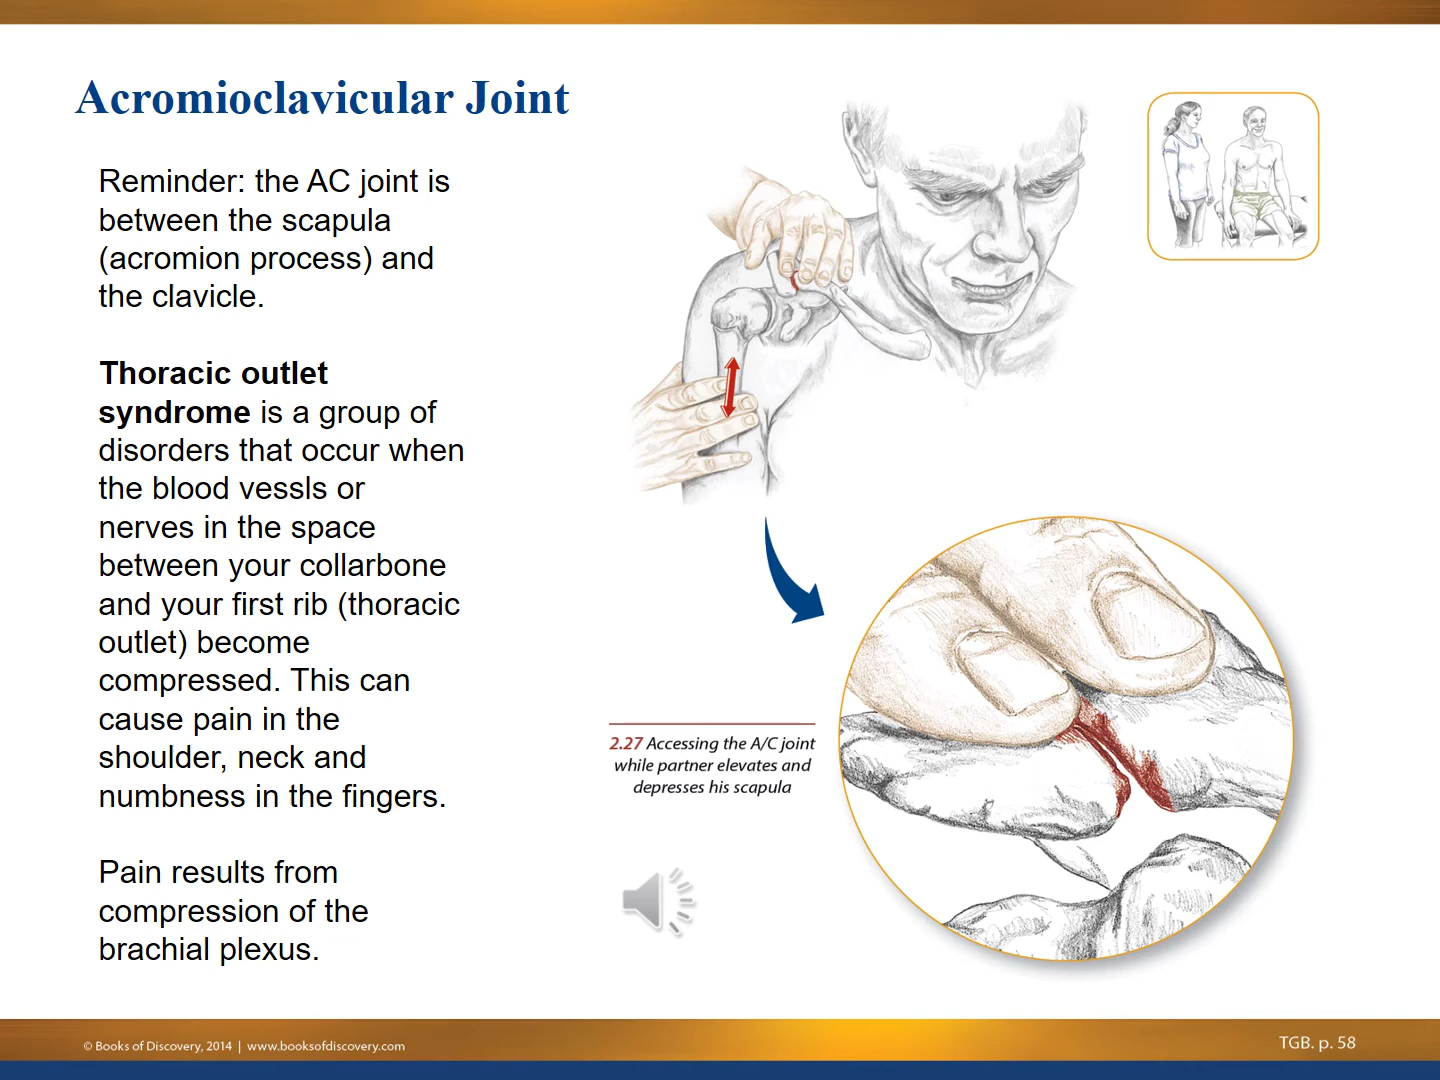 Acromioclavicular Joint
Reminder: the AC joint is
between the scapula
(acromion process) and
the clavicle.
Thoracic outlet
syndrome is a group of
disorders that occur when
the blood vessls or
nerves in the space
between your collarbone
and your first rib (thoracic
outlet) become
compressed. This can
cause pain in the
shoulder, neck and
numbness in the fingers.
Pain results from
compression of the
brachial plexus.
2.27 Accessing the A/C joint
while partner elevates and
depresses his scapula
© Books of Discovery, 2014 | www.booksofdiscovery.com
TGB. p. 58